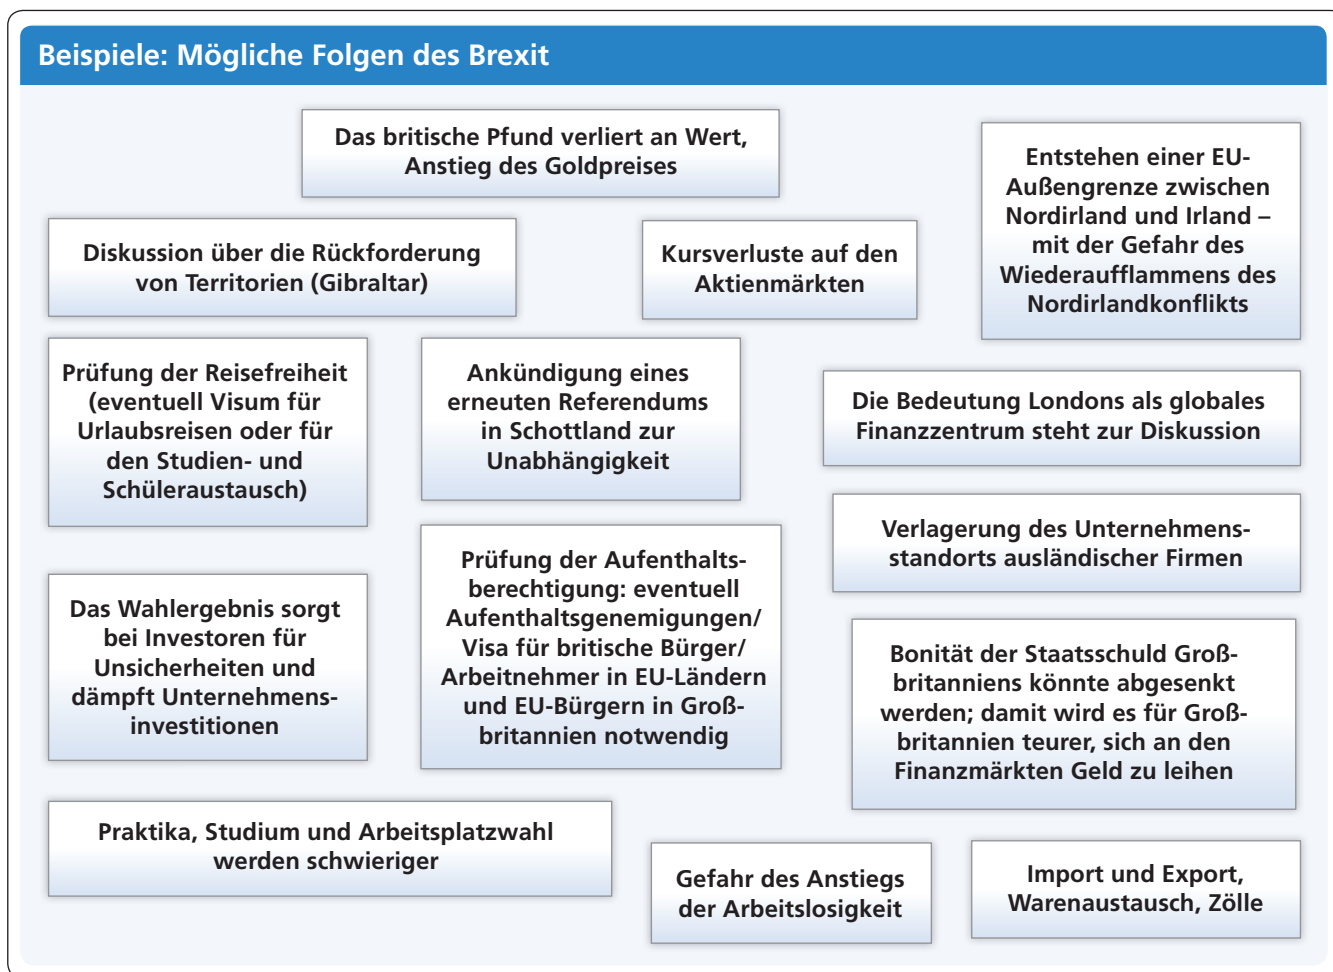 Beispiele: Mögliche Folgen des Brexit
Das britische Pfund verliert an Wert,
Anstieg des Goldpreises
Entstehen einer EU-
Außengrenze zwischen
Nordirland und Irland –
mit der Gefahr des
Wiederaufflammens des
Nordirlandkonflikts
Diskussion über die Rückforderung
von Territorien (Gibraltar)
Kursverluste auf den
Aktienmärkten
Prüfung der Reisefreiheit
(eventuell Visum für
Urlaubsreisen oder für
den Studien- und
Schüleraustausch)
Ankündigung eines
erneuten Referendums
in Schottland zur
Unabhängigkeit
Die Bedeutung Londons als globales
Finanzzentrum steht zur Diskussion
Verlagerung des Unternehmens-
standorts ausländischer Firmen
Prüfung der Aufenthalts-
berechtigung: eventuell
Aufenthaltsgenemigungen/
Visa für britische Bürger/
Arbeitnehmer in EU-Ländern
und EU-Bürgern in Groß-
britannien notwendig
Das Wahlergebnis sorgt
bei Investoren für
Unsicherheiten und
dämpft Unternehmens-
investitionen
Bonität der Staatsschuld Groß-
britanniens könnte abgesenkt
werden; damit wird es für Groß-
britannien teurer, sich an den
Finanzmärkten Geld zu leihen
Praktika, Studium und Arbeitsplatzwahl
werden schwieriger
Gefahr des Anstiegs
der Arbeitslosigkeit
Import und Export,
Warenaustausch, Zölle